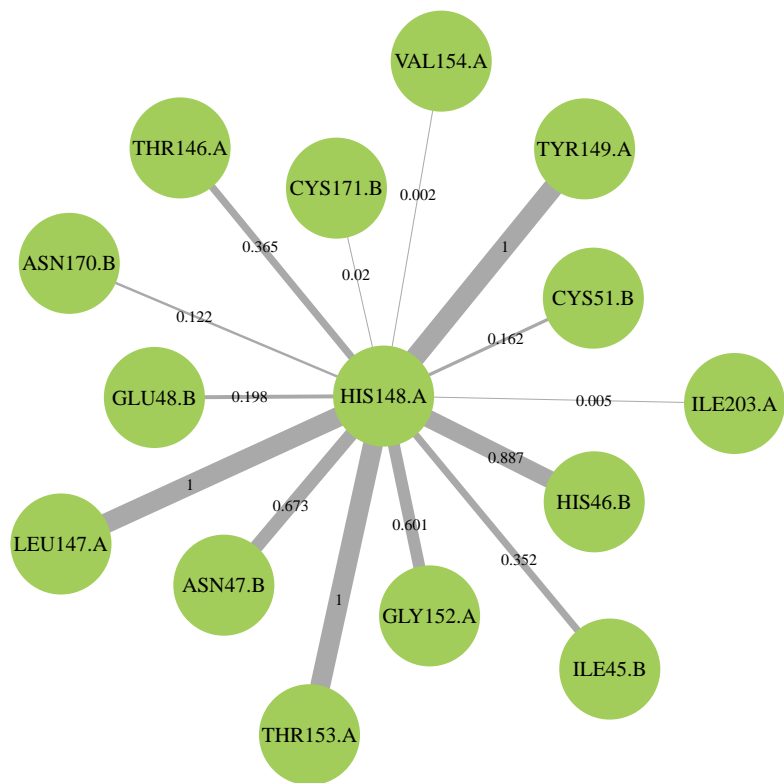 VAL154.A
THR146.A
TYR149.A
CYS171.B
0.002
0.365
1
ASN170.B
0.02
CYS51.B
0.122
0.162
GLU48.B
0.198
HIS148.A
0.005
ILE203.A
0.887
1
0.673
0.601
HIS46.B
LEU147.A
0.352
ASN47.B
1
GLY152.A
ILE45.B
THR153.A